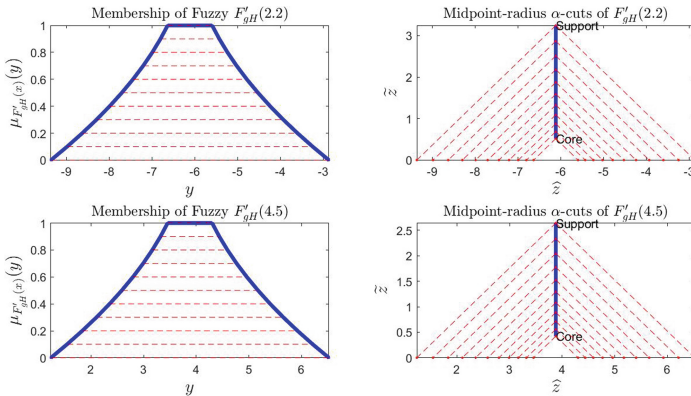 Membership of Fuzzy F'gH(2.2)
1
0.8
0.6
0.4
0.2
0
μF'gH(x)(y)
-9 -8 -7 -6 -5 -4 -3
y
Midpoint-radius α-cuts of F'gH(2.2)
Support
Core
3
2
1
0
z̃
-9 -8 -7 -6 -5 -4 -3
ẑ
Membership of Fuzzy F'gH(4.5)
1
0.8
0.6
0.4
0.2
0
μF'gH(x)(y)
2 3 4 5 6
y
Midpoint-radius α-cuts of F'gH(4.5)
Support
Core
2.5
2
1.5
1
0.5
0
z̃
2 3 4 5 6
ẑ